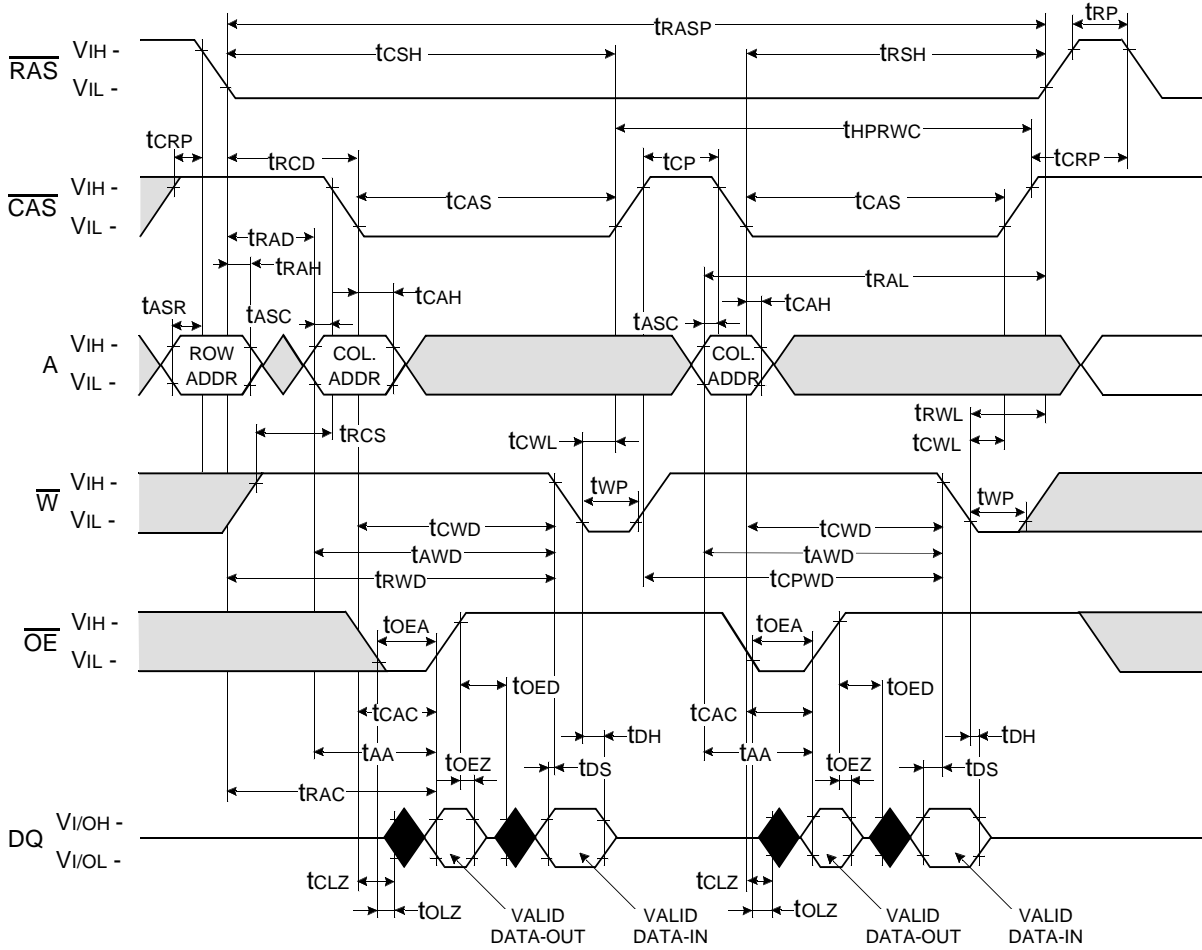 tRASP
tRP
tCSH
tRSH
RAS
VIH -
VIL -
tHPRWC
tCRP
tRCD
tCP
tCRP
CAS
VIH -
VIL -
tCAS
tCAS
tRAD
tRAH
tRAL
tASR
tASC
tCAH
tASC
tCAH
A
VIH -
VIL -
ROW
ADDR
COL.
ADDR
COL.
ADDR
tRCS
tCWL
tRWL
tCWL
W
VIH -
VIL -
tWP
tWP
tCWD
tCWD
tAWD
tAWD
tRWD
tCPWD
OE
VIH -
VIL -
tOEA
tOEA
tOED
tOED
tCAC
tCAC
tDH
tDH
tAA
tAA
tOEZ
tDS
tOEZ
tDS
tRAC
DQ
VI/OH -
VI/OL -
tCLZ
tCLZ
tOLZ
tOLZ
VALID
DATA-OUT
VALID
DATA-IN
VALID
DATA-OUT
VALID
DATA-IN